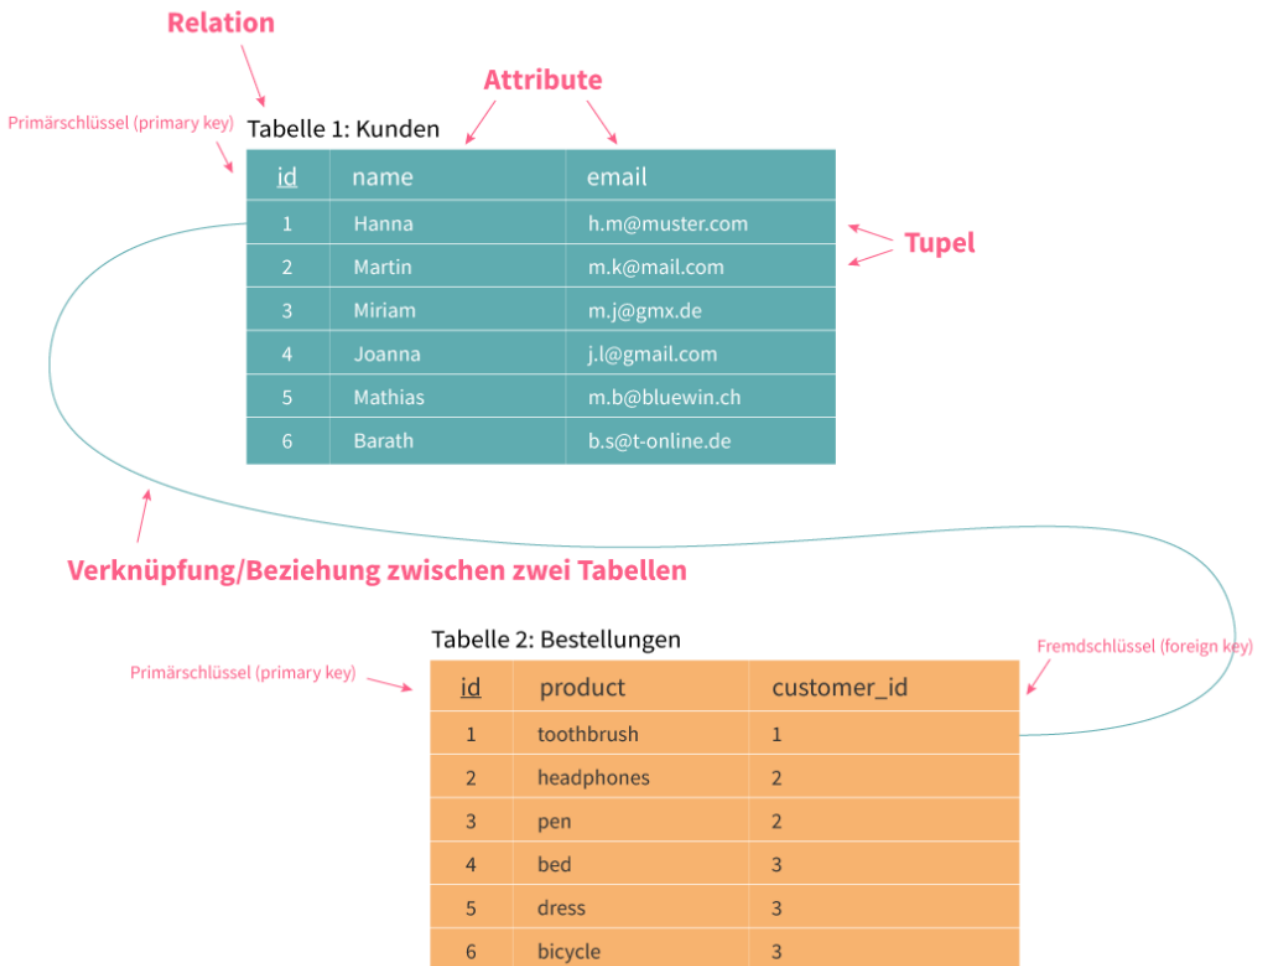 Relation
Attribute
Primärschlüssel (primary key)
Tabelle 1: Kunden
id name email
1 Hanna h.m@muster.com
Tupel
2 Martin m.k@mail.com
3 Miriam m.j@gmx.de
4 Joanna j.l@gmail.com
5 Mathias m.b@bluewin.ch
6 Barath b.s@t-online.de
Verknüpfung/Beziehung zwischen zwei Tabellen
Tabelle 2: Bestellungen
Primärschlüssel (primary key)
Fremdschlüssel (foreign key)
id product customer_id
1 toothbrush 1
2 headphones 2
3 pen 2
4 bed 3
5 dress 3
6 bicycle 3